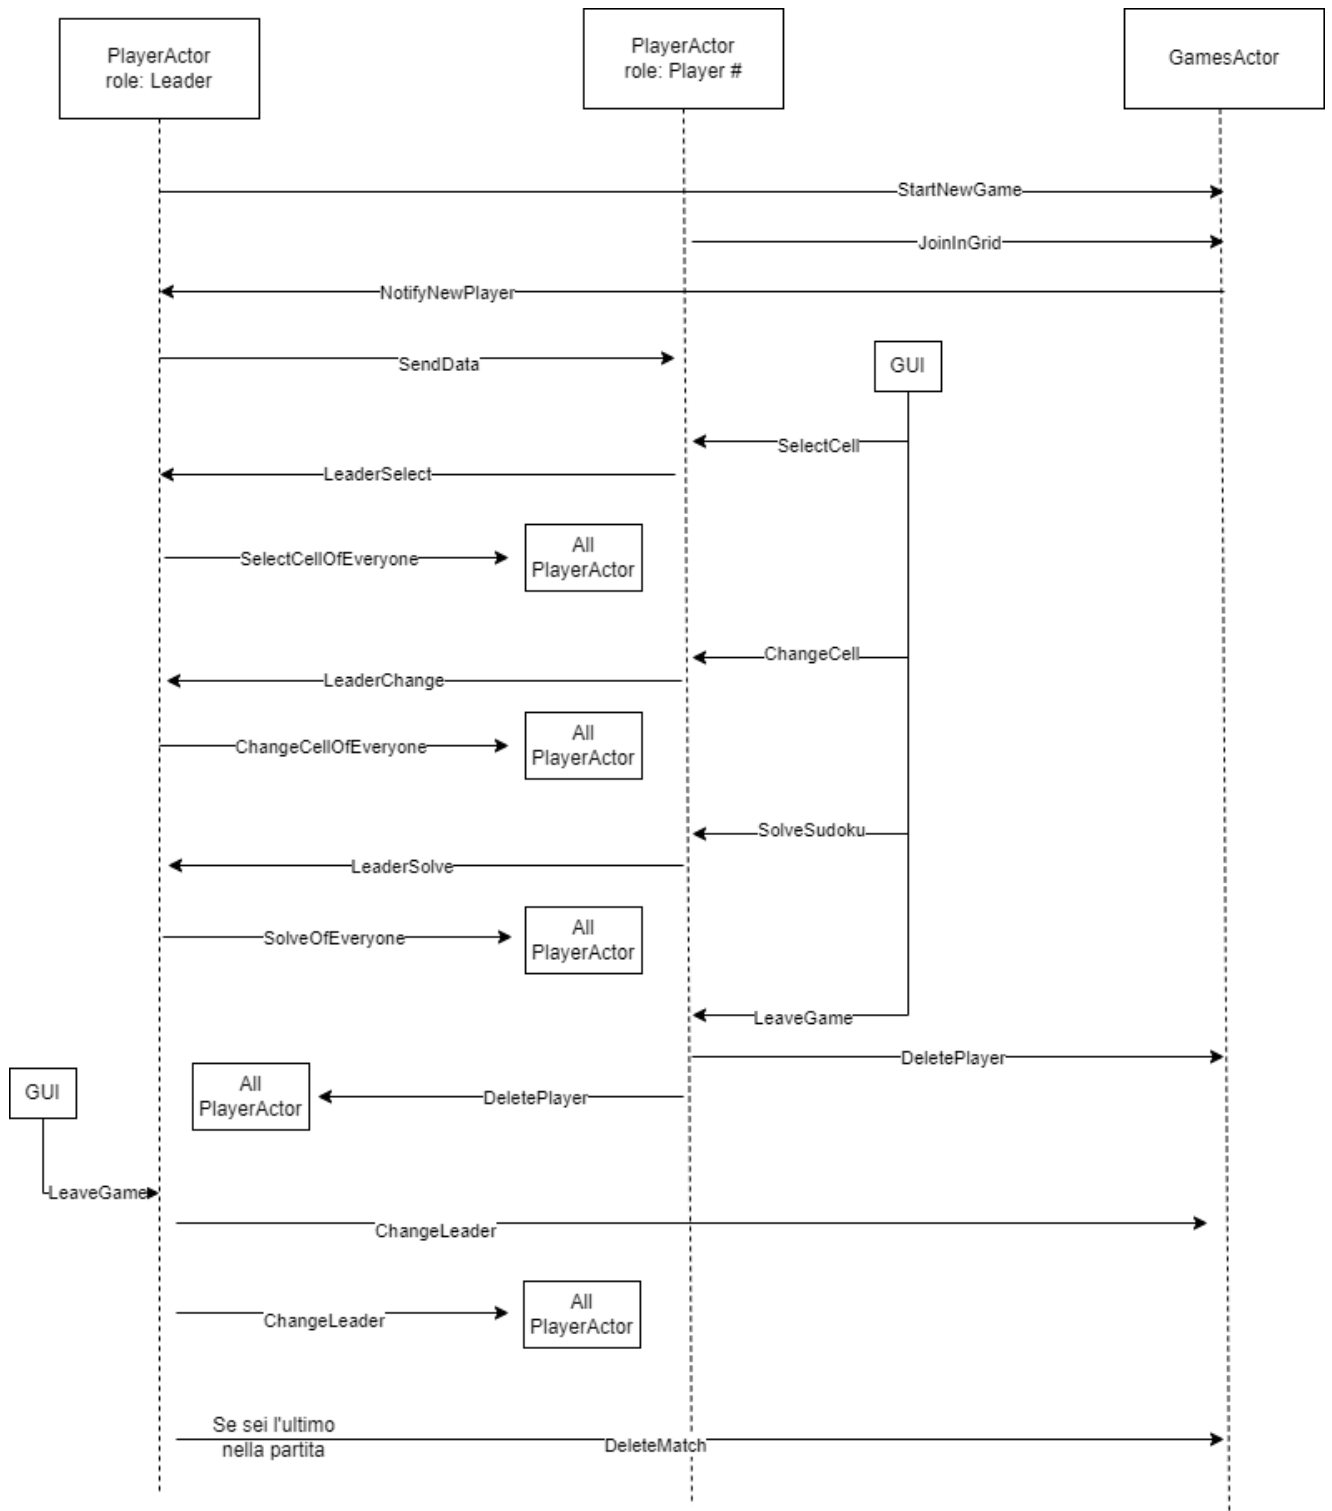 PlayerActor
role: Leader
PlayerActor
role: Player #
GamesActor
StartNewGame
JoinInGrid
NotifyNewPlayer
SendData
GUI
SelectCell
LeaderSelect
SelectCellOfEveryone
All
PlayerActor
ChangeCell
LeaderChange
ChangeCellOfEveryone
All
PlayerActor
SolveSudoku
LeaderSolve
SolveOfEveryone
All
PlayerActor
LeaveGame
DeletePlayer
GUI
All
PlayerActor
DeletePlayer
LeaveGame
ChangeLeader
ChangeLeader
All
PlayerActor
Se sei l'ultimo
nella partita
DeleteMatch